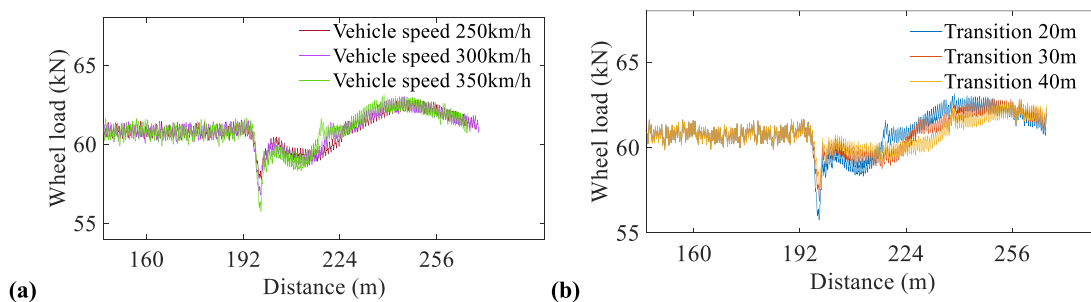 (a)
Wheel load (kN)
65
60
55
160 192 224 256
Distance (m)
Vehicle speed 250km/h
Vehicle speed 300km/h
Vehicle speed 350km/h
(b)
Wheel load (kN)
65
60
55
160 192 224 256
Distance (m)
Transition 20m
Transition 30m
Transition 40m